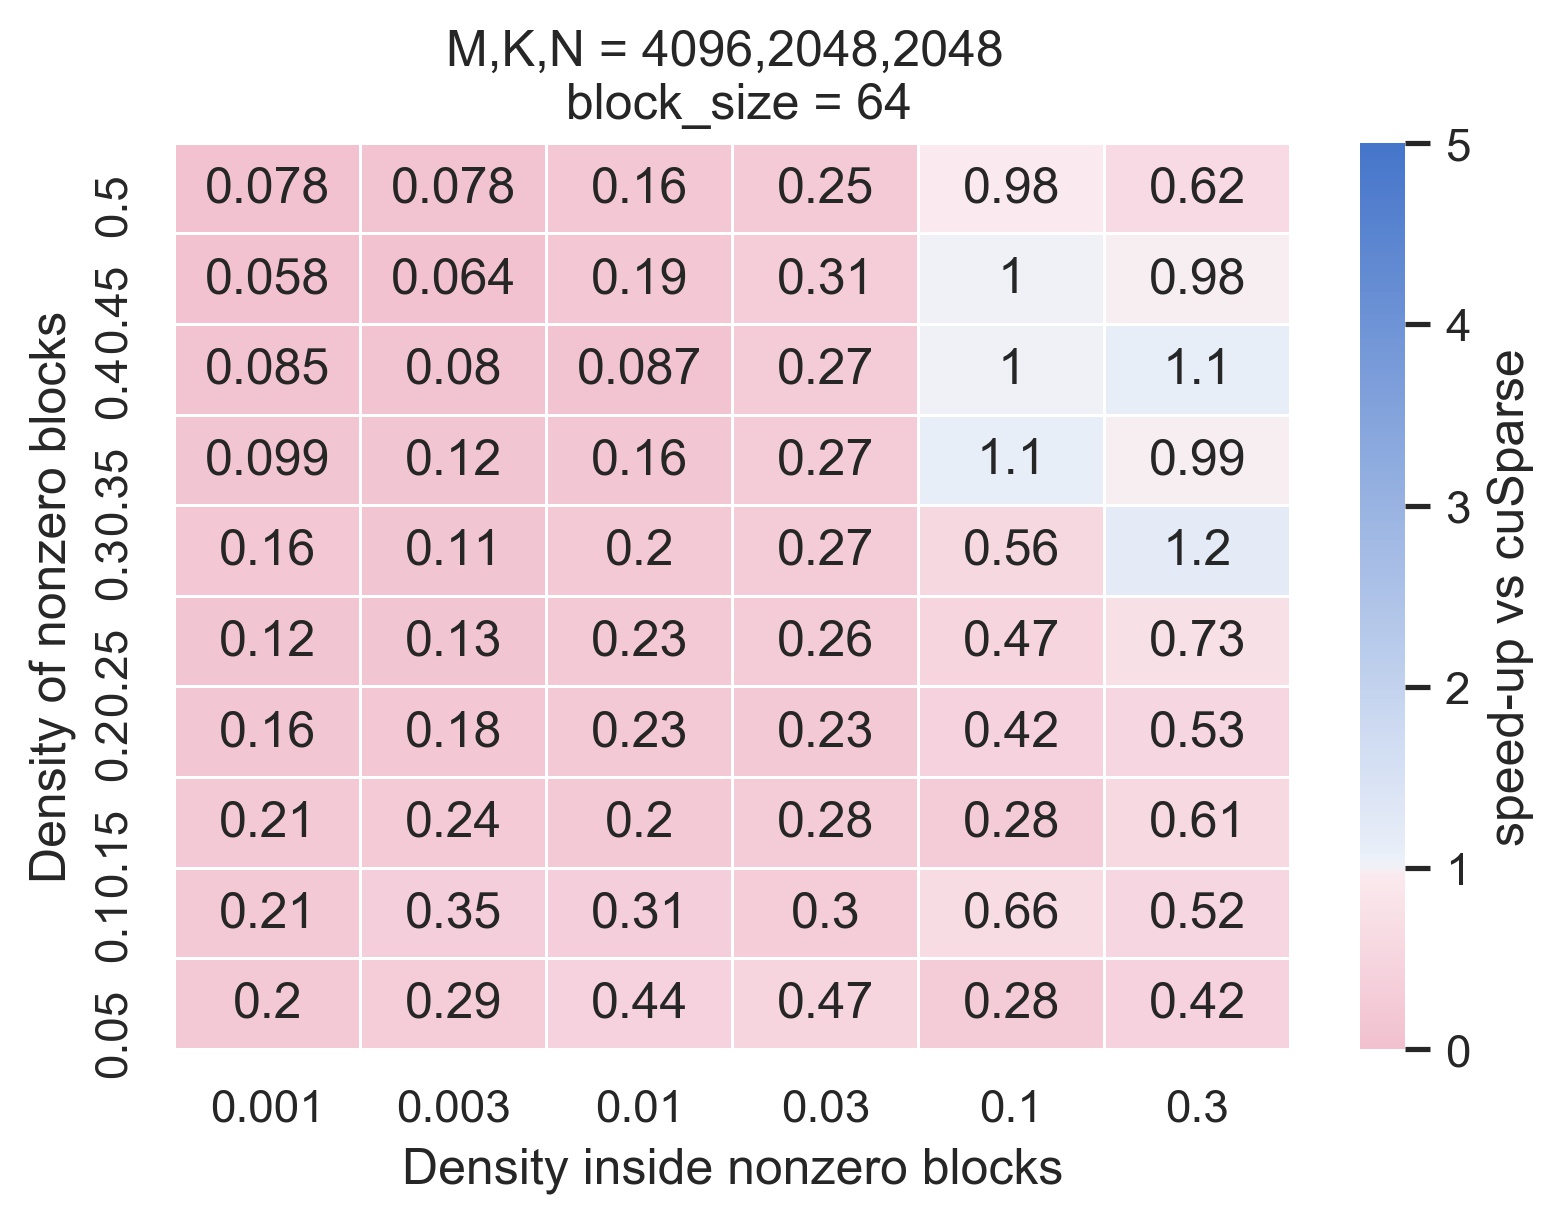 M,K,N = 4096,2048,2048
block_size = 64
Density of nonzero blocks
0.5 0.078 0.078 0.16 0.25 0.98 0.62
0.45 0.058 0.064 0.19 0.31 1 0.98
0.4 0.085 0.08 0.087 0.27 1 1.1
0.35 0.099 0.12 0.16 0.27 1.1 0.99
0.3 0.16 0.11 0.2 0.27 0.56 1.2
0.25 0.12 0.13 0.23 0.26 0.47 0.73
0.2 0.16 0.18 0.23 0.23 0.42 0.53
0.15 0.21 0.24 0.2 0.28 0.28 0.61
0.1 0.21 0.35 0.31 0.3 0.66 0.52
0.05 0.2 0.29 0.44 0.47 0.28 0.42
0.001 0.003 0.01 0.03 0.1 0.3
Density inside nonzero blocks
5
4
3
2
1
0
speed-up vs cuSparse